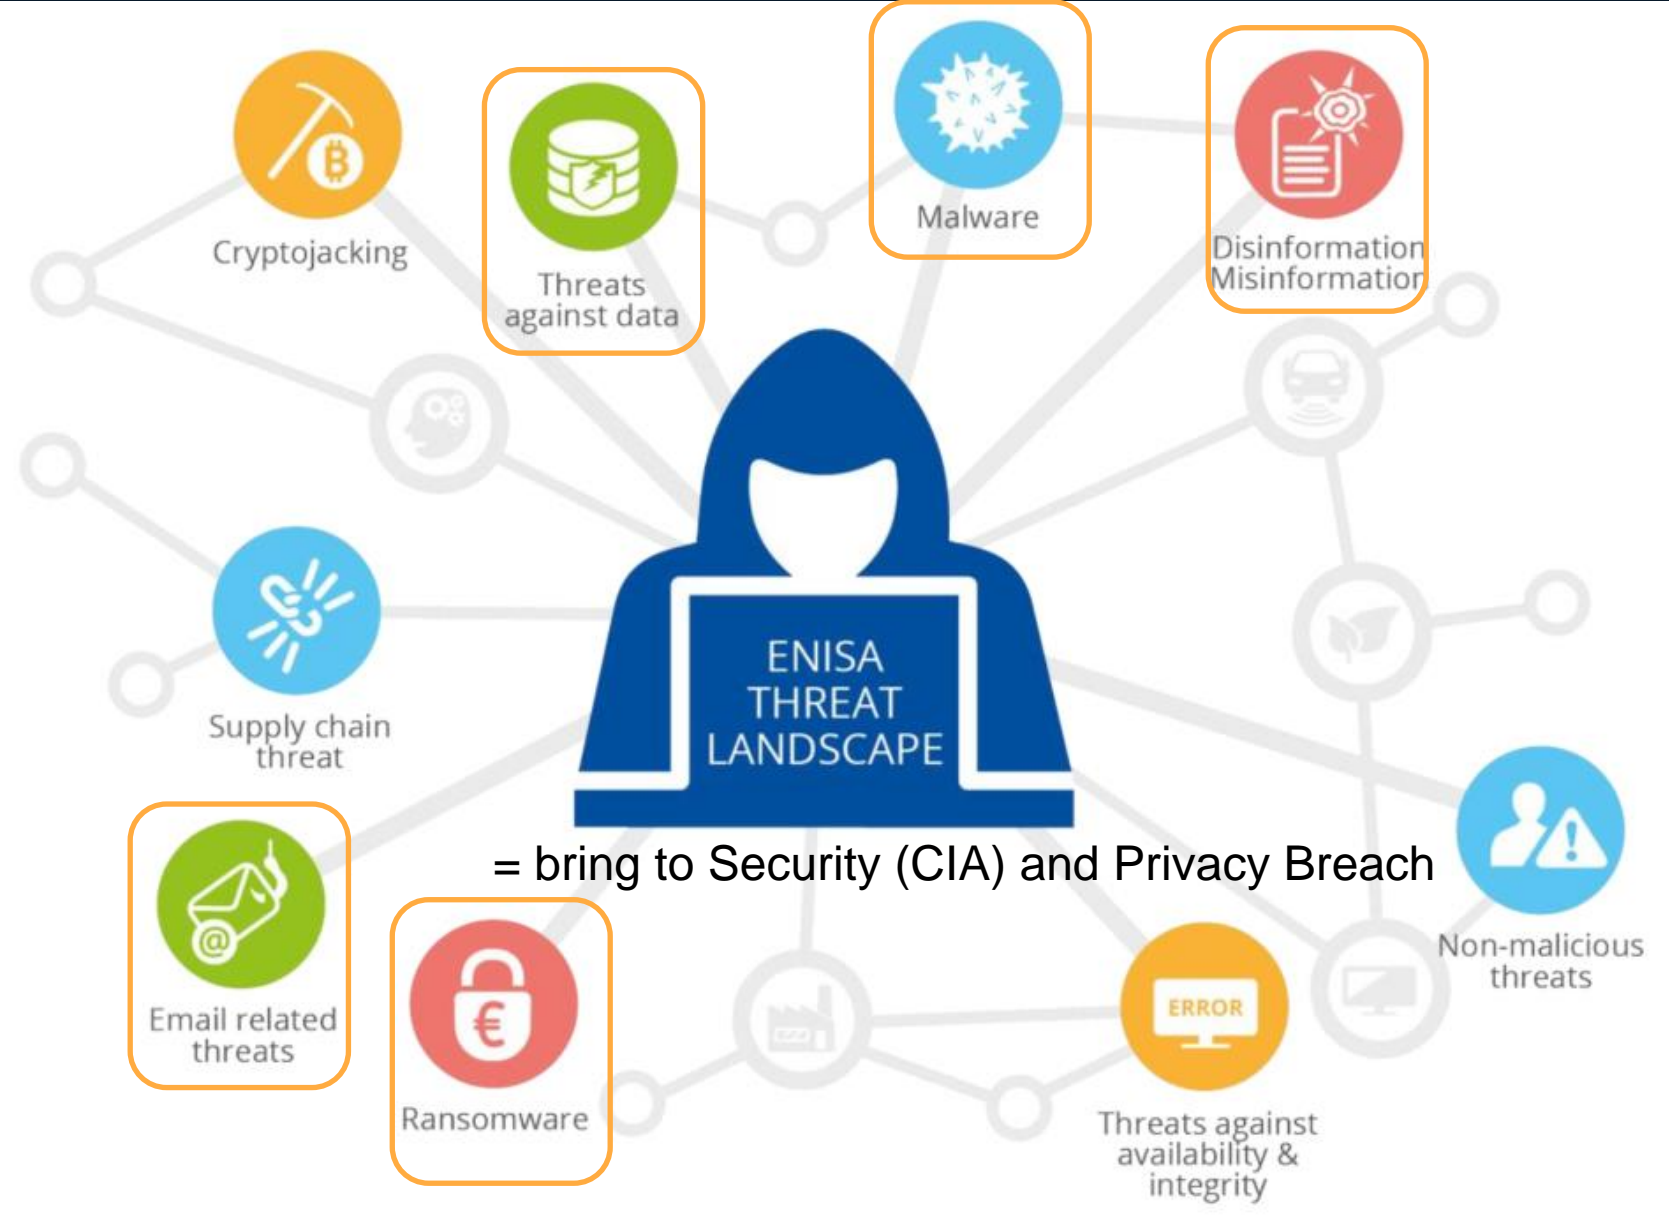 Cryptojacking
Threats
against data
Malware
Disinformation
Misinformation
ENISA
THREAT
LANDSCAPE
= bring to Security (CIA) and Privacy Breach
Supply chain
threat
Email related
threats
@
€
Ransomware
ERROR
Threats against
availability &
integrity
Non-malicious
threats